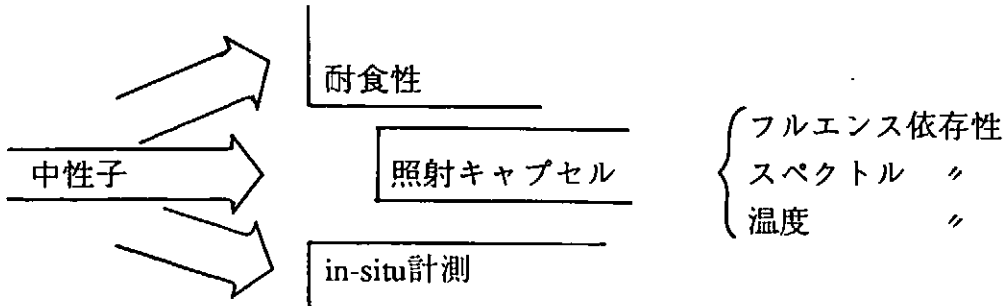 耐食性
中性子
照射キャプセル
in-situ計測
フルエンス依存性
スペクトル 〃
温度 〃